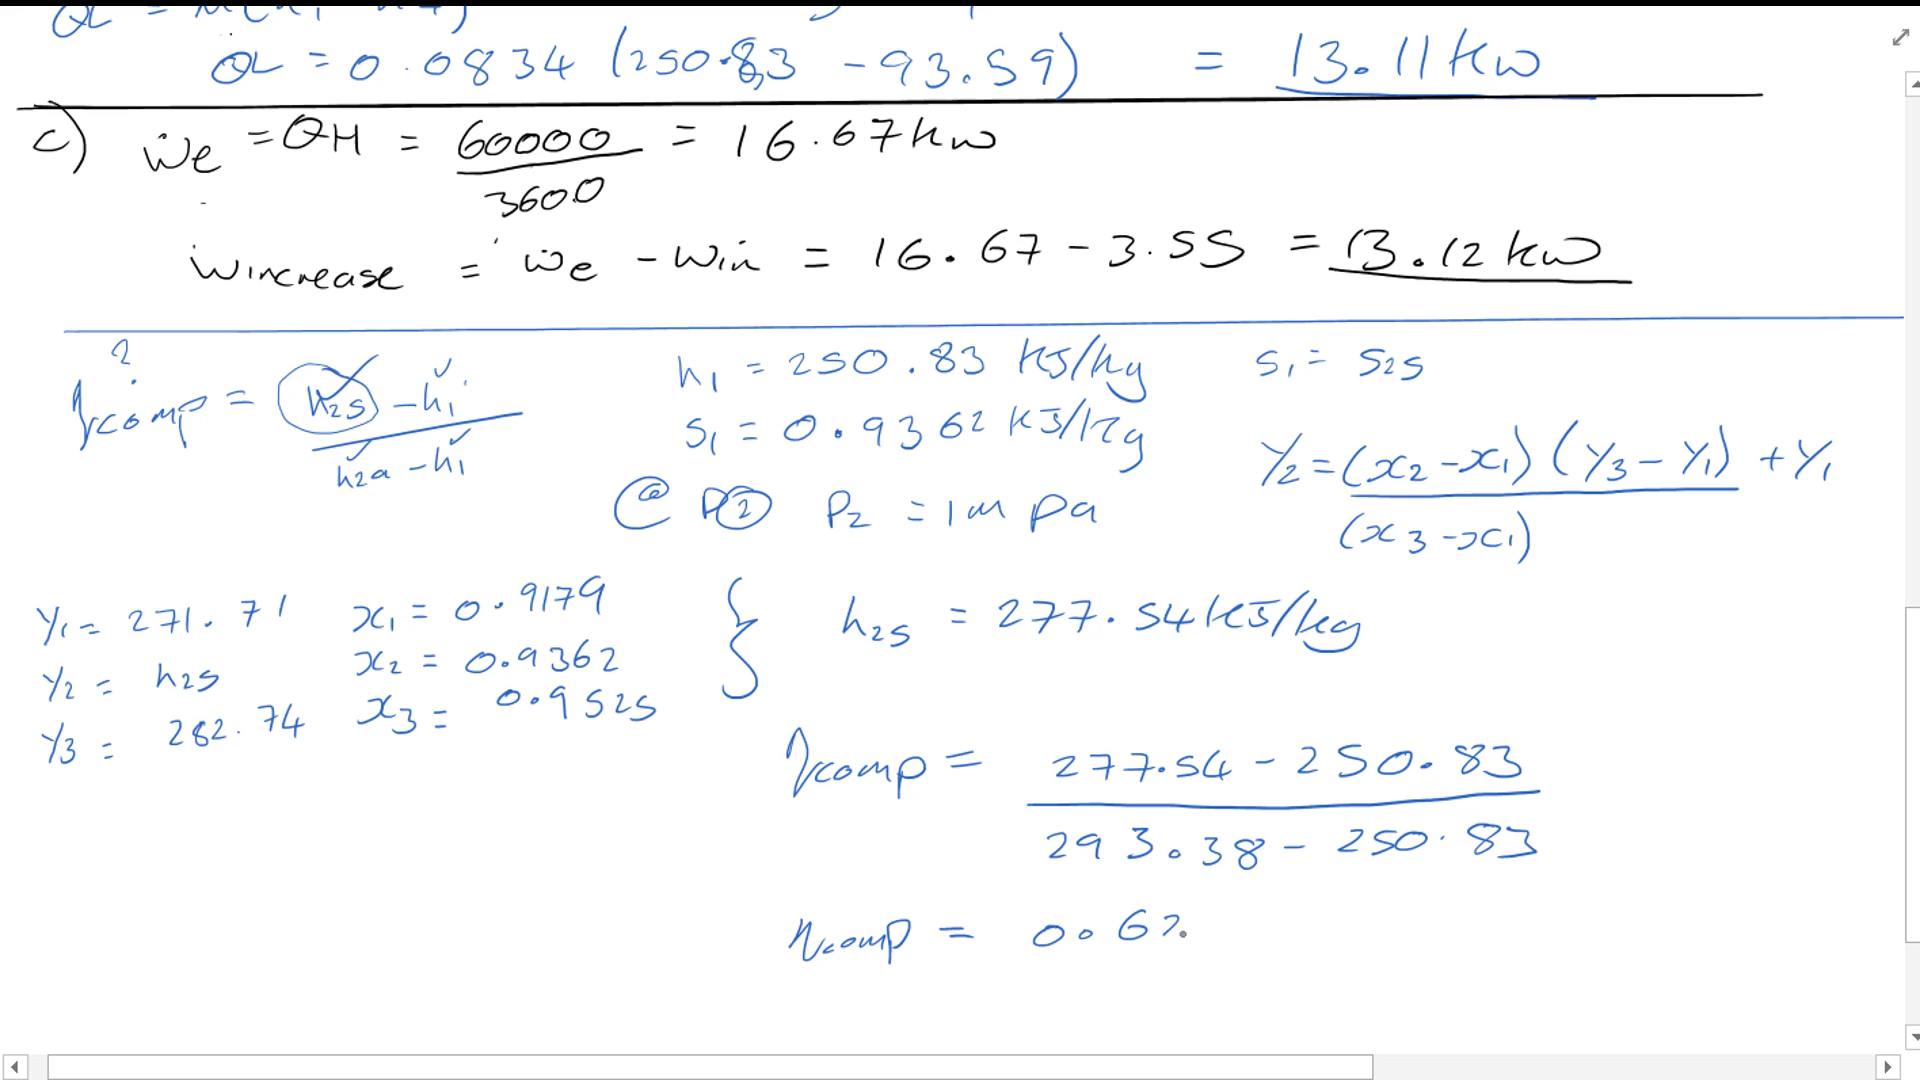 QL = 0.0834 (250.83 - 93.59) = 13.11 kW
c) Ẇe = QH = 60000 / 3600 = 16.67 kW
Ẇincrease = Ẇe - Win = 16.67 - 3.55 = 13.12 kW
?
ηcomp = h2s - h1 / h2a - h1
h1 = 250.83 KJ/kg
s1 = 0.9362 KJ/Kg
@ P2 P2 = 1 MPa
s1 = s2s
Y2 = (x2 - x1) (Y3 - Y1) / (x3 - x1) + Y1
Y1 = 271.71 x1 = 0.9179
Y2 = h2s x2 = 0.9362
Y3 = 282.74 x3 = 0.9525
h2s = 277.54 KJ/kg
ηcomp = 277.54 - 250.83 / 293.38 - 250.83
ηcomp = 0.62